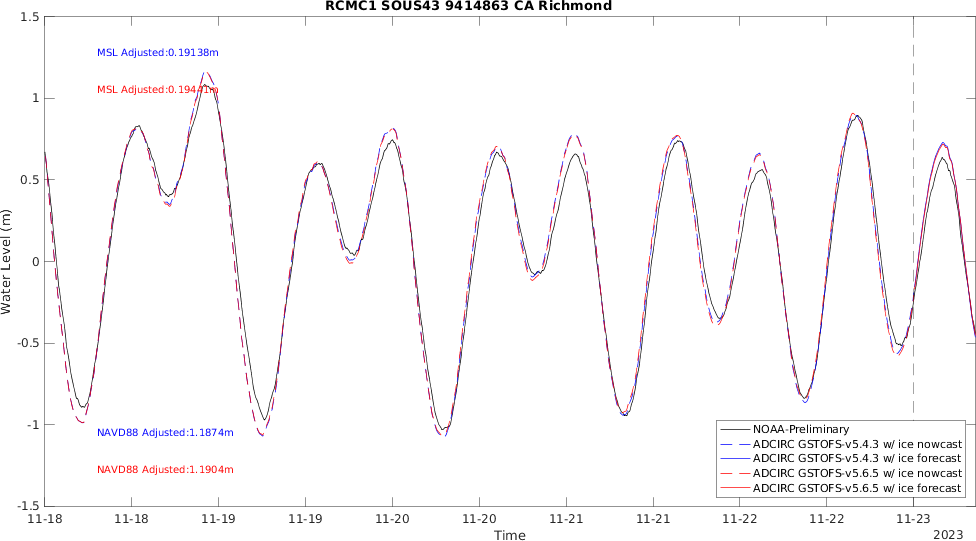 RCMC1 SOUS43 9414863 CA Richmond
MSL Adjusted:0.19138m
MSL Adjusted:0.19441m
NAVD88 Adjusted:1.1874m
NAVD88 Adjusted:1.1904m
1.5
1
0.5
0
-0.5
-1
-1.5
Water Level (m)
NOAA-Preliminary
ADCIRC GSTOFS-v5.4.3 w/ ice nowcast
ADCIRC GSTOFS-v5.4.3 w/ ice forecast
ADCIRC GSTOFS-v5.6.5 w/ ice nowcast
ADCIRC GSTOFS-v5.6.5 w/ ice forecast
11-18 11-18 11-19 11-19 11-20 11-20 11-21 11-21 11-22 11-22 11-23
Time
2023